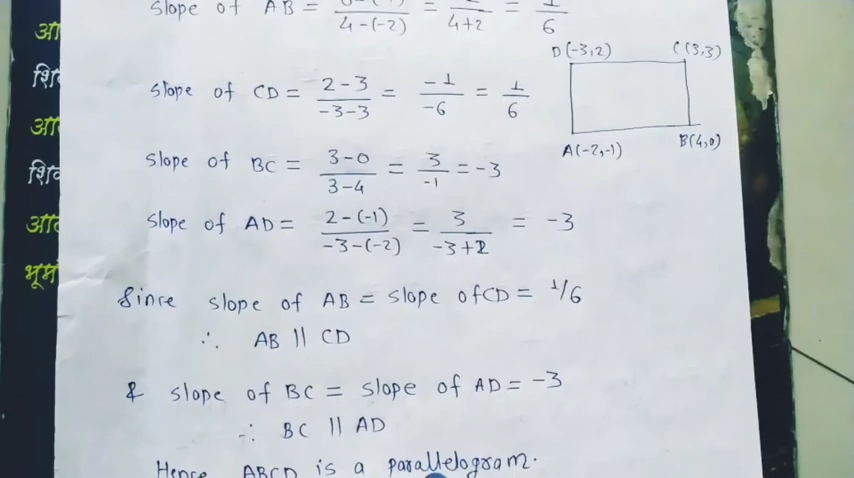 slope of AB = = = 1/6
4-(-2) 4+2
D(-3,2) C(3,3)
slope of CD = 2-3/-3-3 = -1/-6 = 1/6
slope of BC = 3-0/3-4 = 3/-1 = -3
A(-2,-1) B(4,0)
slope of AD = 2-(-1)/-3-(-2) = 3/-3+2 = -3
Since slope of AB = slope of CD = 1/6
∴ AB || CD
& slope of BC = slope of AD = -3
∴ BC || AD
Hence ABCD is a parallelogram.